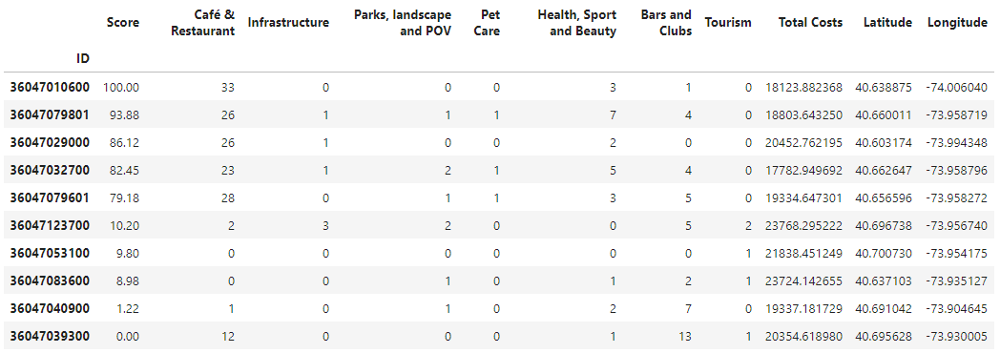 Score Café & Restaurant Infrastructure Parks, landscape and POV Pet Care Health, Sport and Beauty Bars and Clubs Tourism Total Costs Latitude Longitude
ID
36047010600 100.00 33 0 0 0 3 1 0 18123.882368 40.638875 -74.006040
36047079801 93.88 26 1 1 1 7 4 0 18803.643250 40.660011 -73.958719
36047029000 86.12 26 1 0 0 2 0 0 20452.762195 40.603174 -73.994348
36047032700 82.45 23 1 2 1 5 4 0 17782.949692 40.662647 -73.958796
36047079601 79.18 28 0 1 1 3 5 0 19334.647301 40.656596 -73.958272
36047123700 10.20 2 3 2 0 0 5 2 23768.295222 40.696738 -73.956740
36047053100 9.80 0 0 0 0 0 0 1 21838.451249 40.700730 -73.954175
36047083600 8.98 0 0 1 0 1 2 1 23724.142655 40.637103 -73.935127
36047040900 1.22 1 0 1 0 2 7 0 19337.181729 40.691042 -73.904645
36047039300 0.00 12 0 0 0 1 13 1 20354.618980 40.695628 -73.930005